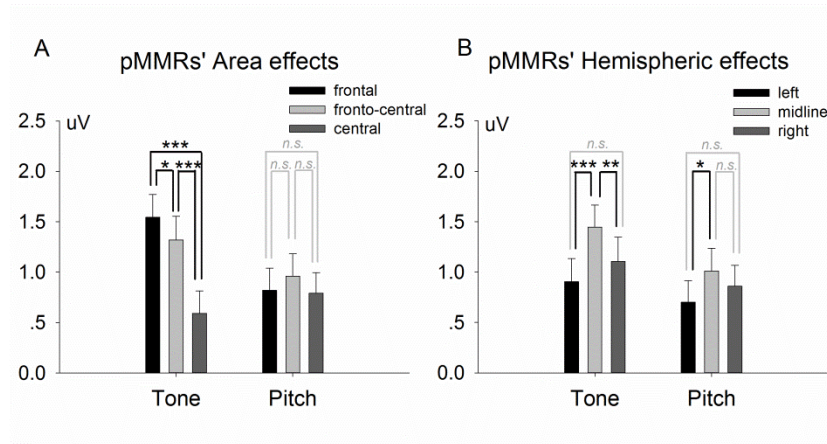 A
pMMRs' Area effects
frontal
fronto-central
central
uV
2.5
2.0
1.5
1.0
.5
0.0
***
*
***
n.s.
n.s.
n.s.
Tone
Pitch
B
pMMRs' Hemispheric effects
left
midline
right
uV
2.5
2.0
1.5
1.0
.5
0.0
n.s.
***
**
n.s.
*
n.s.
Tone
Pitch